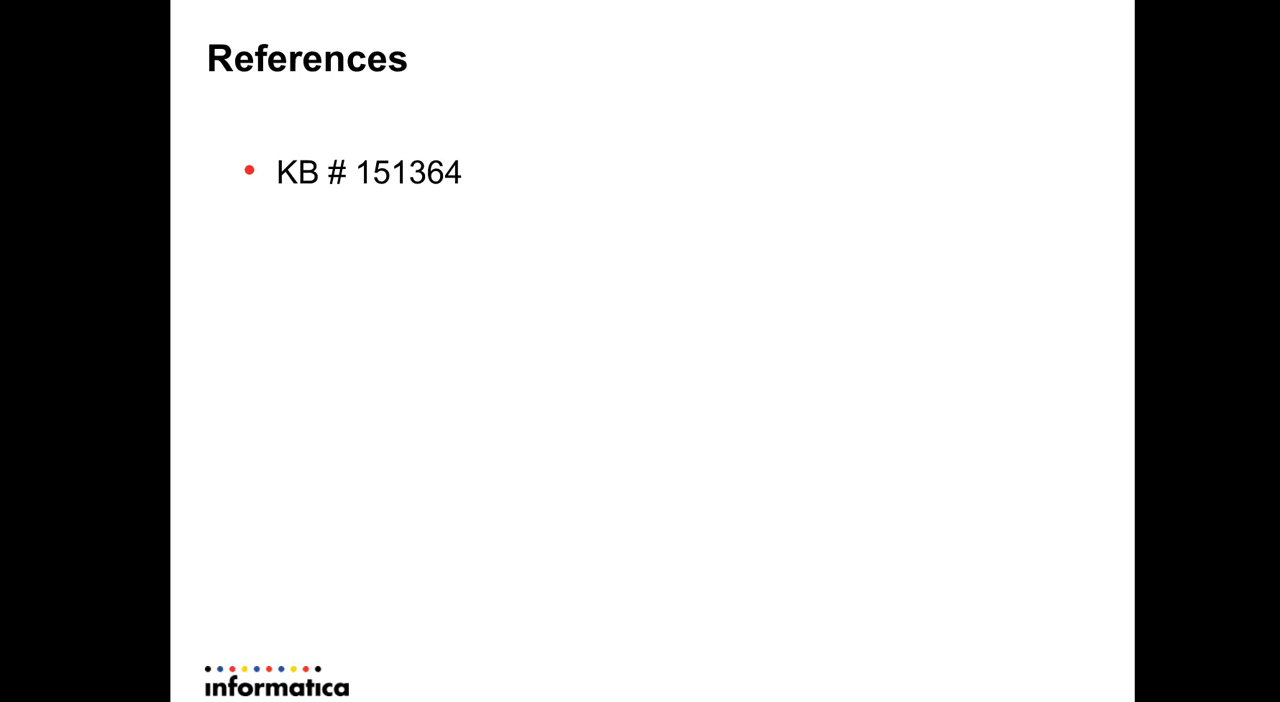 References
• KB # 151364
informatica